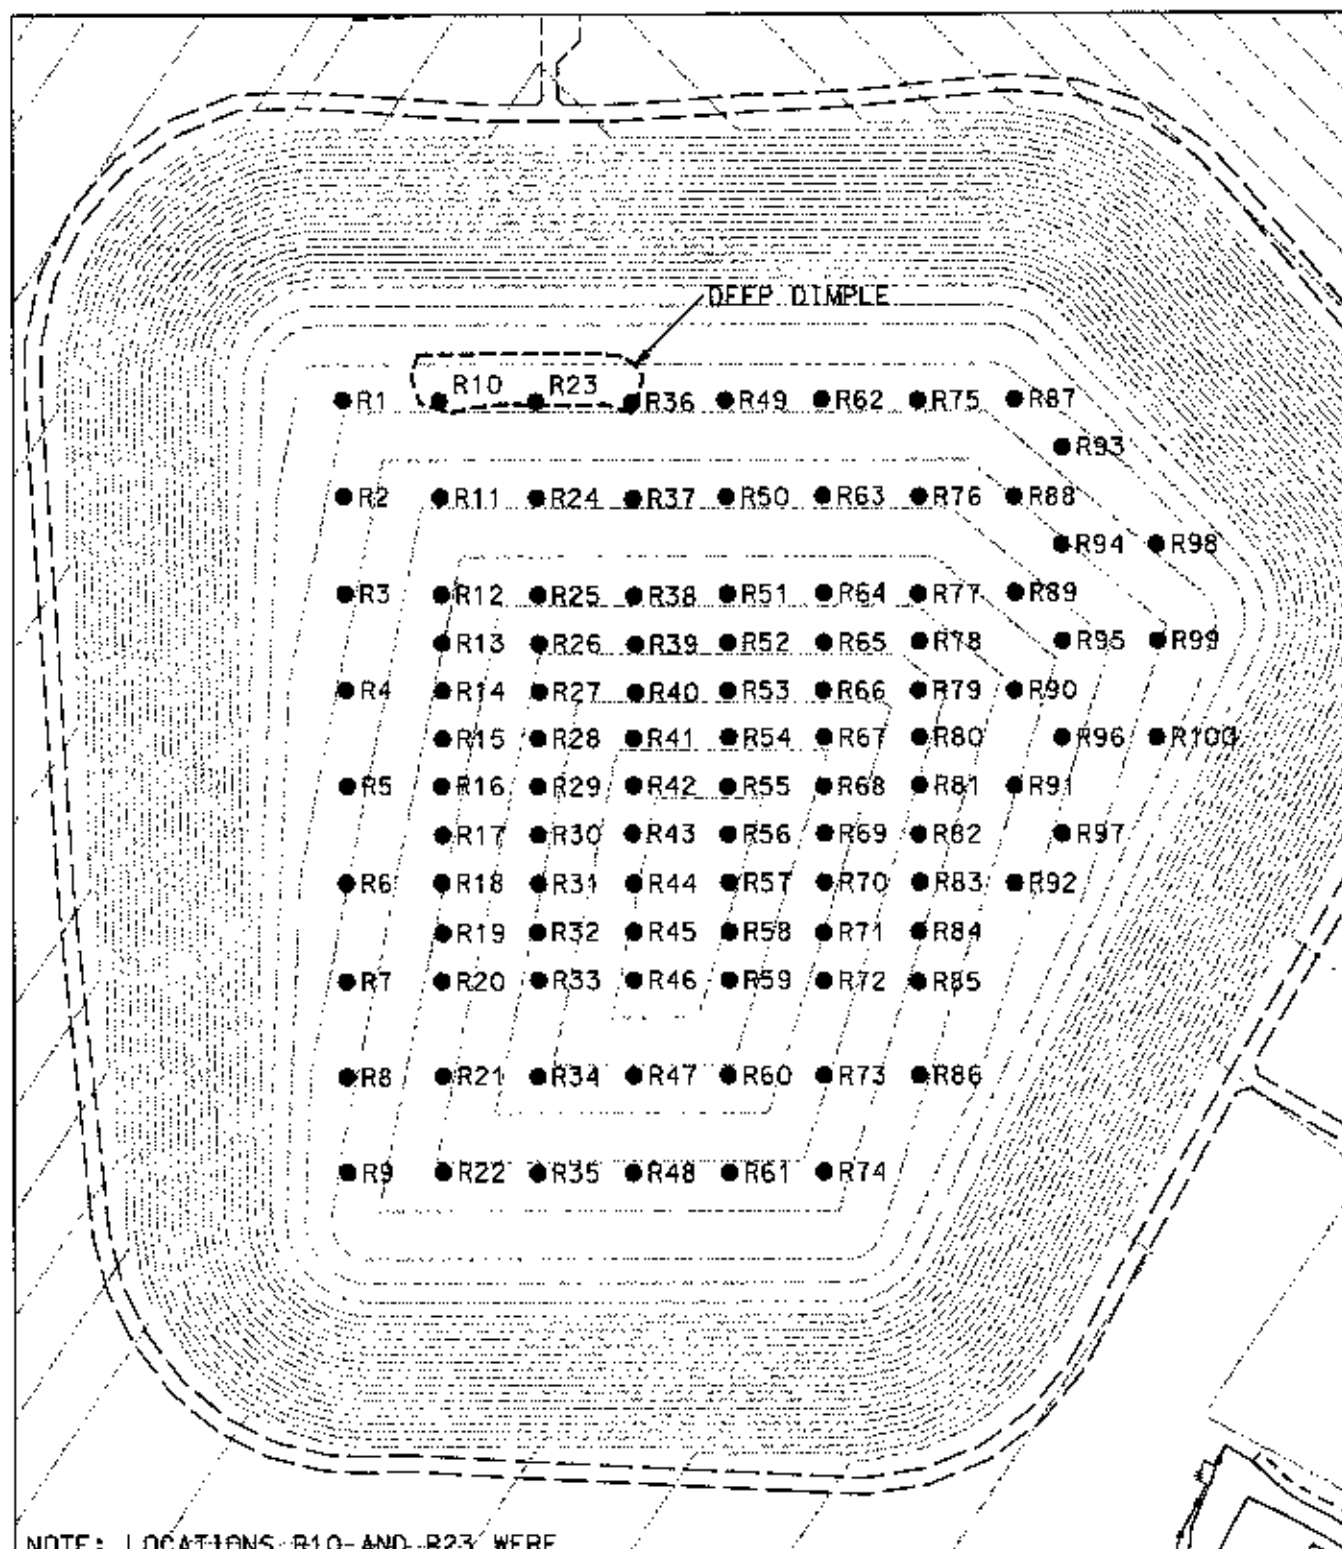 DEEP DIMPLE
R10 R23
R1 R36 R49 R62 R75 R87
R93
R2 R11 R24 R37 R50 R63 R76 R88
R94 R98
R3 R12 R25 R38 R51 R64 R77 R89
R13 R26 R39 R52 R65 R78 R95 R99
R4 R14 R27 R40 R53 R66 R79 R90
R15 R28 R41 R54 R67 R80 R96 R100
R5 R16 R29 R42 R55 R68 R81 R91
R17 R30 R43 R56 R69 R82 R97
R6 R18 R31 R44 R57 R70 R83 R92
R19 R32 R45 R58 R71 R84
R7 R20 R33 R46 R59 R72 R85
R8 R21 R34 R47 R60 R73 R86
R9 R22 R35 R48 R61 R74
NOTE: LOCATIONS R10 AND R23 WERE